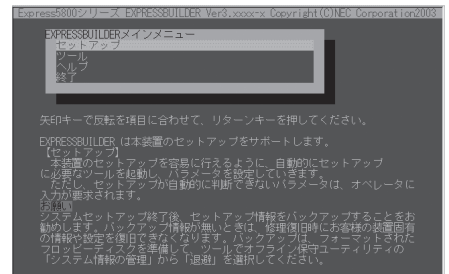 Express5800シリーズ EXPRESSBUILDER Ver3.xxxx-x Copyright(C)NEC Corporation2003
EXPRESSBUILDERメインメニュー
セットアップ
ツール
ヘルプ
終了
矢印キーで反転を項目に合わせて、リターンキーを押してください。
EXPRESSBUILDER は本装置のセットアップをサポートします。
【セットアップ】
本装置のセットアップを容易に行えるように、自動的にセットアップ
に必要なツールを起動し、パラメータを設定していきます。
ただし、セットアップが自動的に判断できないパラメータは、オペレータに
入力が要求されます。
お願い
システムセットアップ終了後、セットアップ情報をバックアップすることをお
勧めします。バックアップ情報が無いときは、修理復旧時にお客様の装置固有
の情報や設定を復旧できなくなります。バックアップは、フォーマットされた
フロッピーディスクを準備して、ツールでオフライン保守ユーティリティの
「システム情報の管理」から「退避」を選択してください。